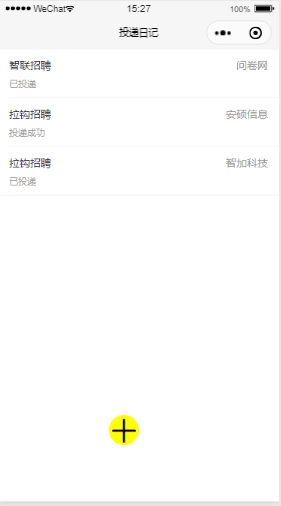 WeChat 15:27 100%
投递日记
智联招聘 问卷网
已投递
拉钩招聘 安硕信息
投递成功
拉钩招聘 智加科技
已投递